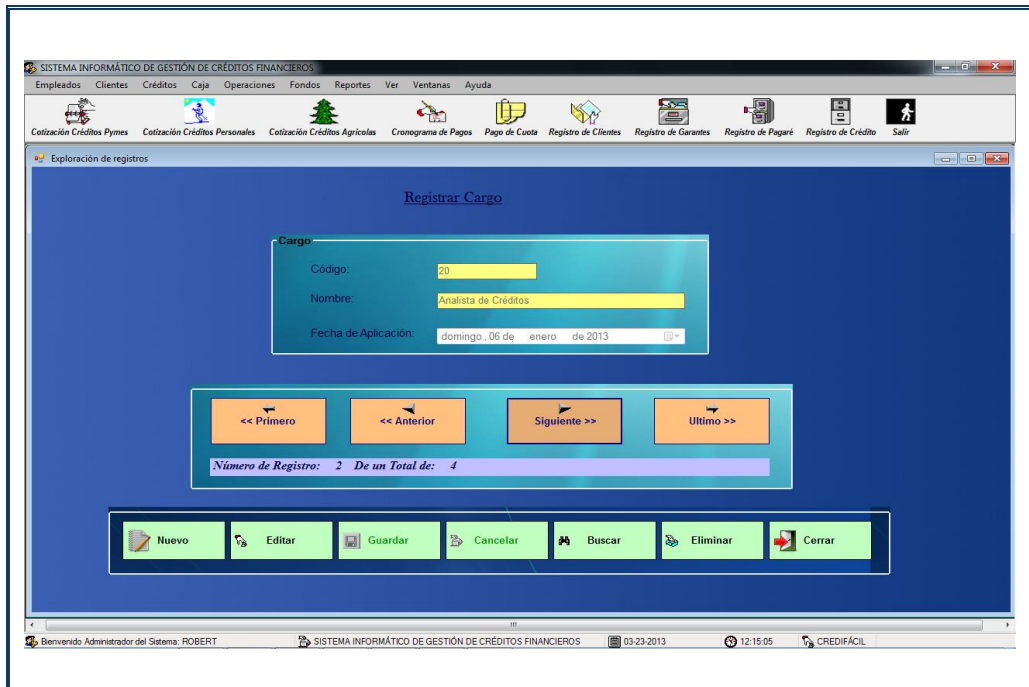 SISTEMA INFORMÁTICO DE GESTIÓN DE CRÉDITOS FINANCIEROS
Empleados Clientes Créditos Caja Operaciones Fondos Reportes Ver Ventanas Ayuda
Cotización Créditos Pymes Cotización Créditos Personales Cotización Créditos Agrícolas Cronograma de Pagos Pago de Cuota Registro de Clientes Registro de Garantes Registro de Pagaré Registro de Crédito Salir
Exploración de registros
Registrar Cargo
Cargo
Código: 20
Nombre: Analista de Créditos
Fecha de Aplicación: domingo , 06 de enero de 2013
<< Primero << Anterior Siguiente >> Ultimo >>
Número de Registro: 2 De un Total de: 4
Nuevo Editar Guardar Cancelar Buscar Eliminar Cerrar
Bienvenido Administrador del Sistema: ROBERT SISTEMA INFORMÁTICO DE GESTIÓN DE CRÉDITOS FINANCIEROS 03-23-2013 12:15:05 CREDIFÁCIL